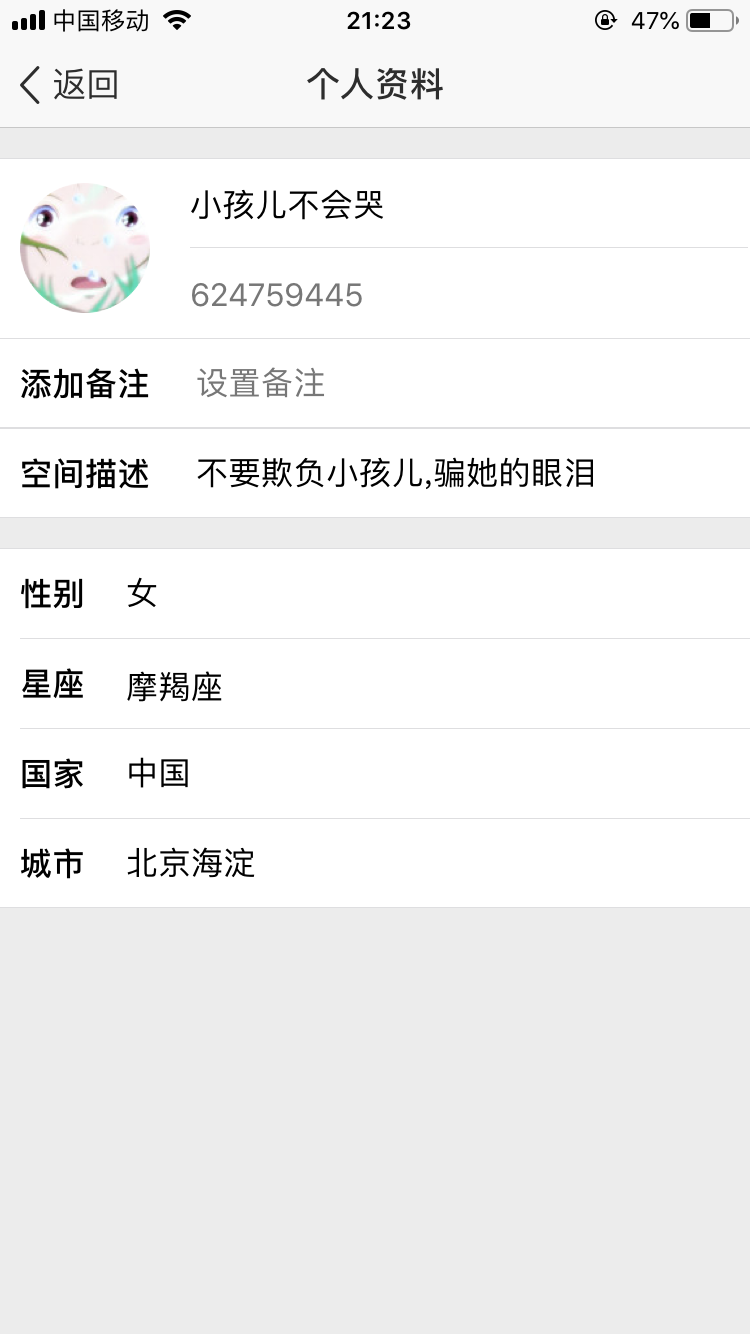 中国移动 21:23 47%
返回 个人资料
小孩儿不会哭
624759445
添加备注 设置备注
空间描述 不要欺负小孩儿,骗她的眼泪
性别 女
星座 摩羯座
国家 中国
城市 北京海淀